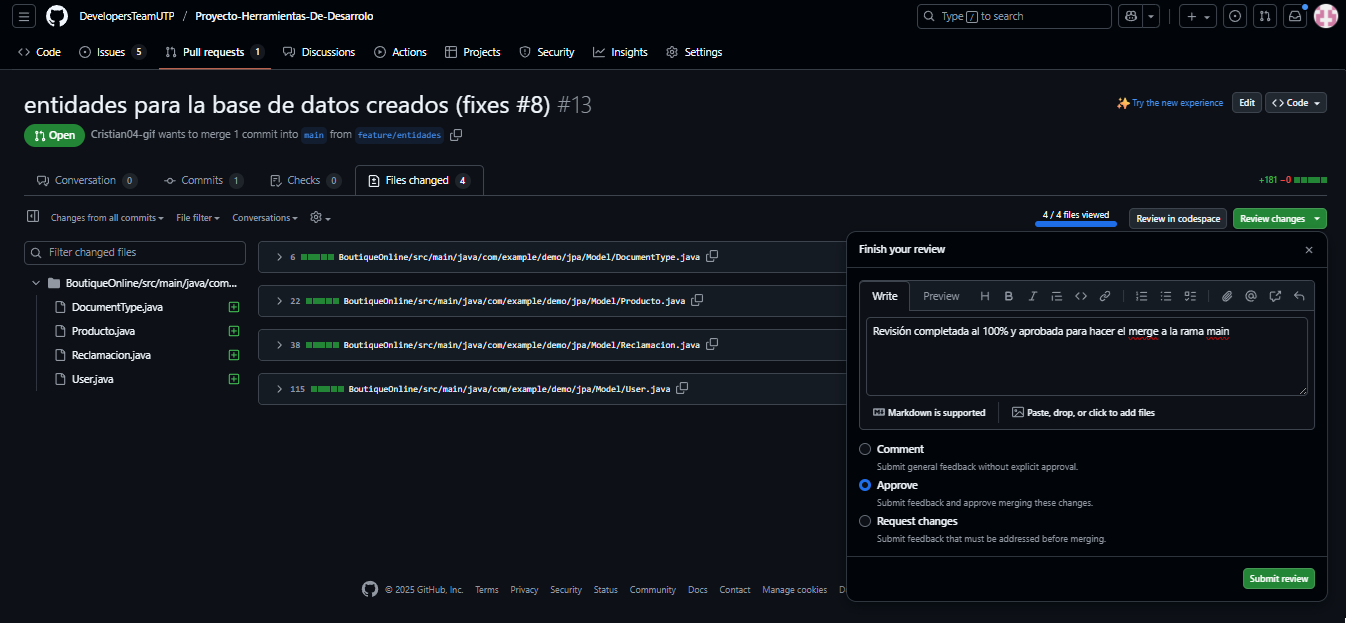 DevelopersTeamUTP / Proyecto-Herramientas-De-Desarrolo
Type / to search
Code
Issues 5
Pull requests 1
Discussions
Actions
Projects
Security
Insights
Settings
entidades para la base de datos creados (fixes #8) #13
Try the new experience
Edit
<> Code
Open
Cristian04-gif wants to merge 1 commit into main from feature/entidades
Conversation 0
Commits 1
Checks 0
Files changed 4
+181 −0
Changes from all commits
File filter
Conversations
4 / 4 files viewed
Review in codespace
Review changes
Filter changed files
BoutiqueOnline/src/main/java/com...
DocumentType.java
Producto.java
Reclamacion.java
User.java
6 BoutiqueOnline/src/main/java/com/example/demo/jpa/Model/DocumentType.java
22 BoutiqueOnline/src/main/java/com/example/demo/jpa/Model/Producto.java
38 BoutiqueOnline/src/main/java/com/example/demo/jpa/Model/Reclamacion.java
115 BoutiqueOnline/src/main/java/com/example/demo/jpa/Model/User.java
Finish your review
Write
Preview
Revisión completada al 100% y aprobada para hacer el merge a la rama main
Markdown is supported
Paste, drop, or click to add files
Comment
Submit general feedback without explicit approval.
Approve
Submit feedback and approve merging these changes.
Request changes
Submit feedback that must be addressed before merging.
Submit review
© 2025 GitHub, Inc.
Terms
Privacy
Security
Status
Community
Docs
Contact
Manage cookies
D